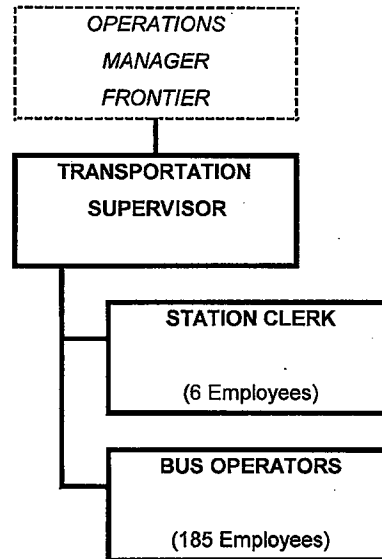 OPERATIONS
MANAGER
FRONTIER
TRANSPORTATION
SUPERVISOR
STATION CLERK
(6 Employees)
BUS OPERATORS
(185 Employees)